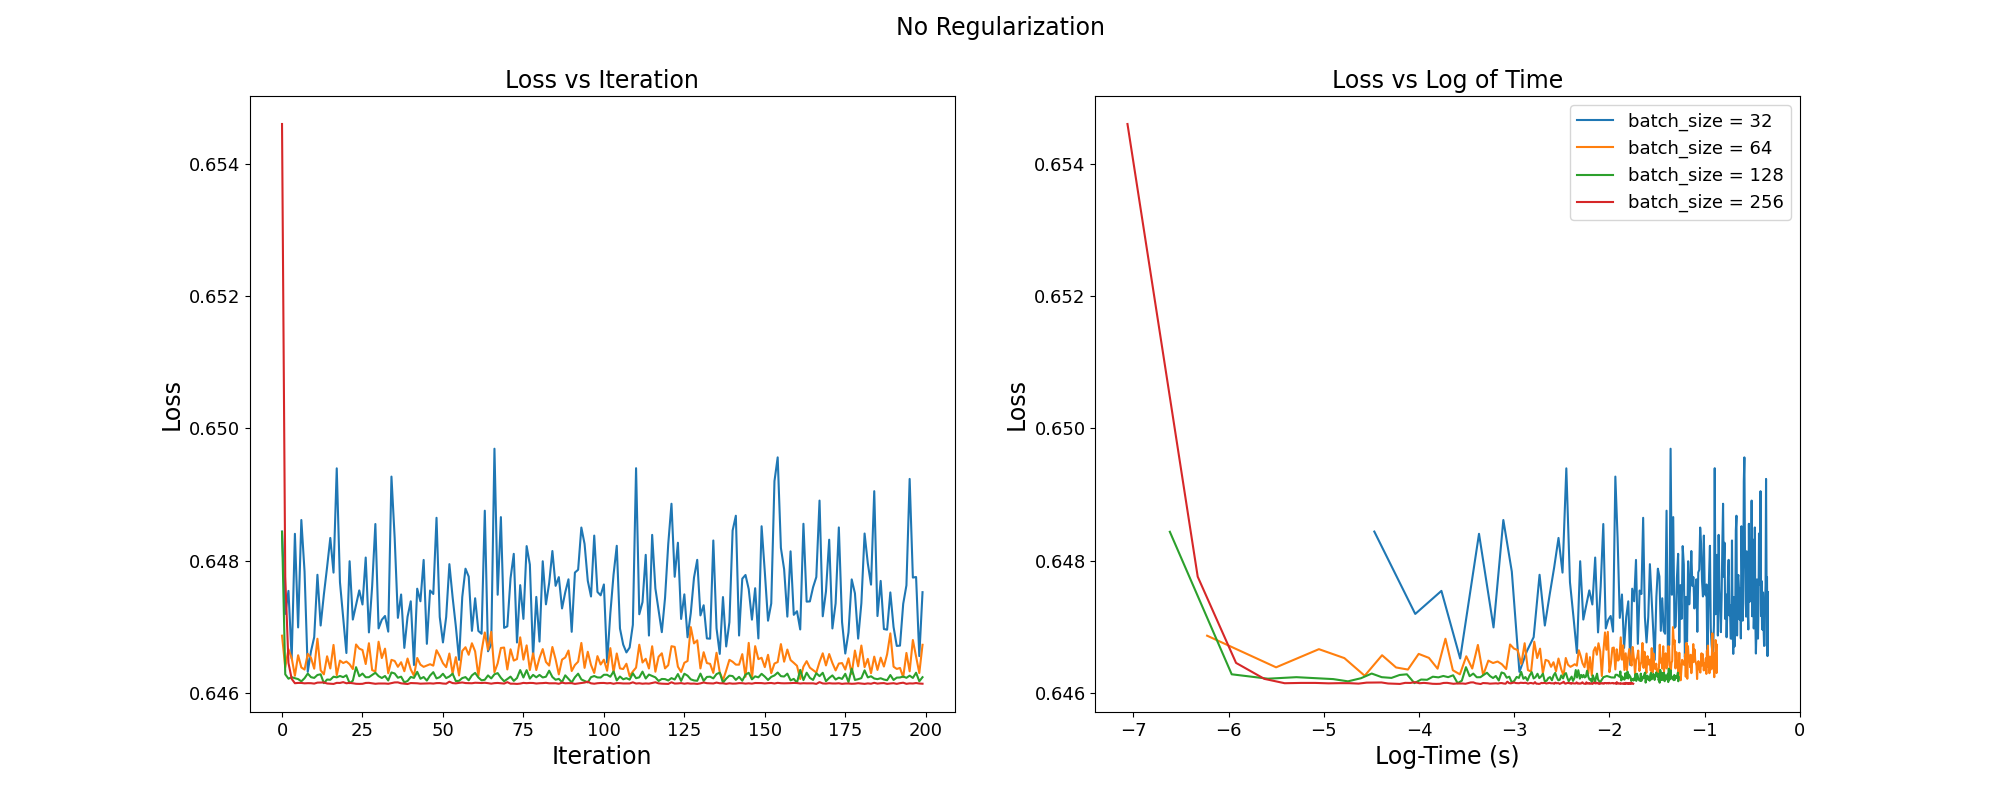 No Regularization
Loss vs Iteration
Loss
0.654
0.652
0.650
0.648
0.646
0 25 50 75 100 125 150 175 200
Iteration
Loss vs Log of Time
Loss
0.654
0.652
0.650
0.648
0.646
−7 −6 −5 −4 −3 −2 −1 0
Log-Time (s)
batch_size = 32
batch_size = 64
batch_size = 128
batch_size = 256